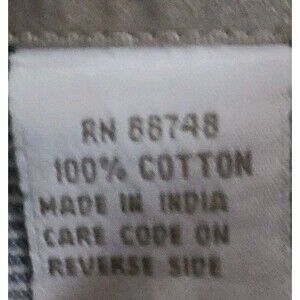 RN 88748
100% COTTON
MADE IN INDIA
CARE CODE ON
REVERSE SIDE